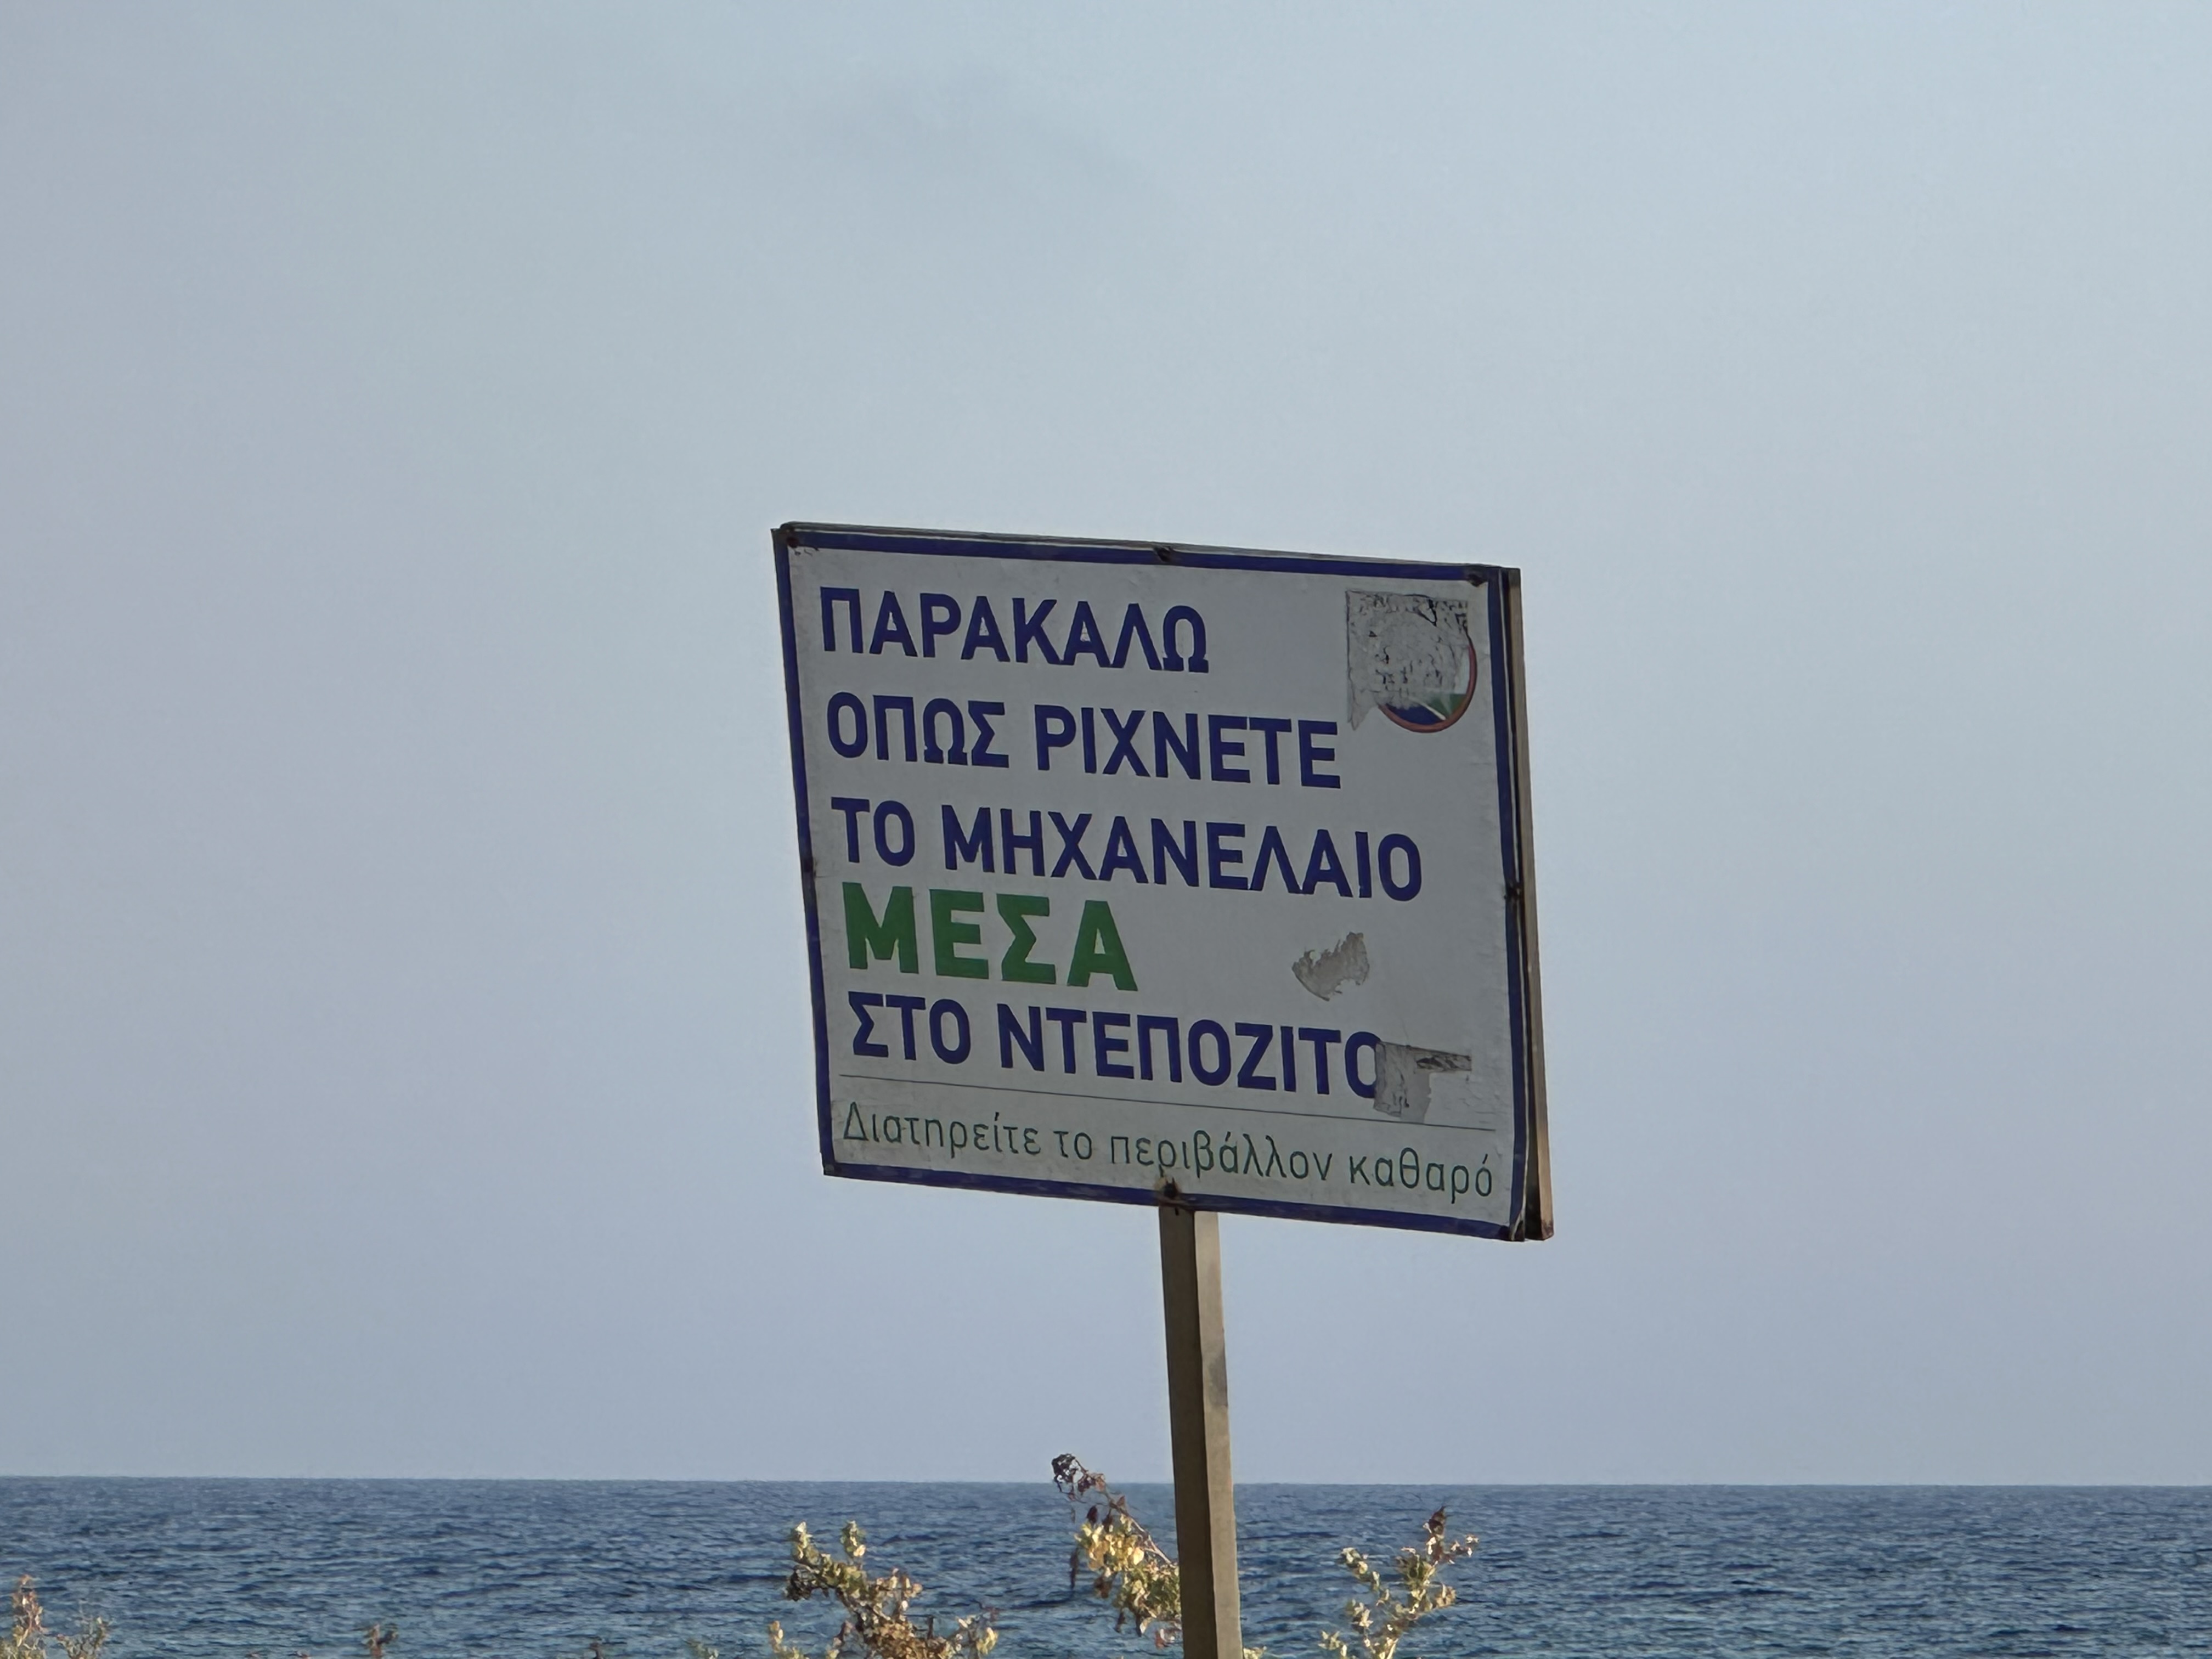 ΠΑΡΑΚΑΛΩ
ΟΠΩΣ ΡΙΧΝΕΤΕ
ΤΟ ΜΗΧΑΝΕΛΑΙΟ
ΜΕΣΑ
ΣΤΟ ΝΤΕΠΟΖΙΤΟ
Διατηρείτε το περιβάλλον καθαρό